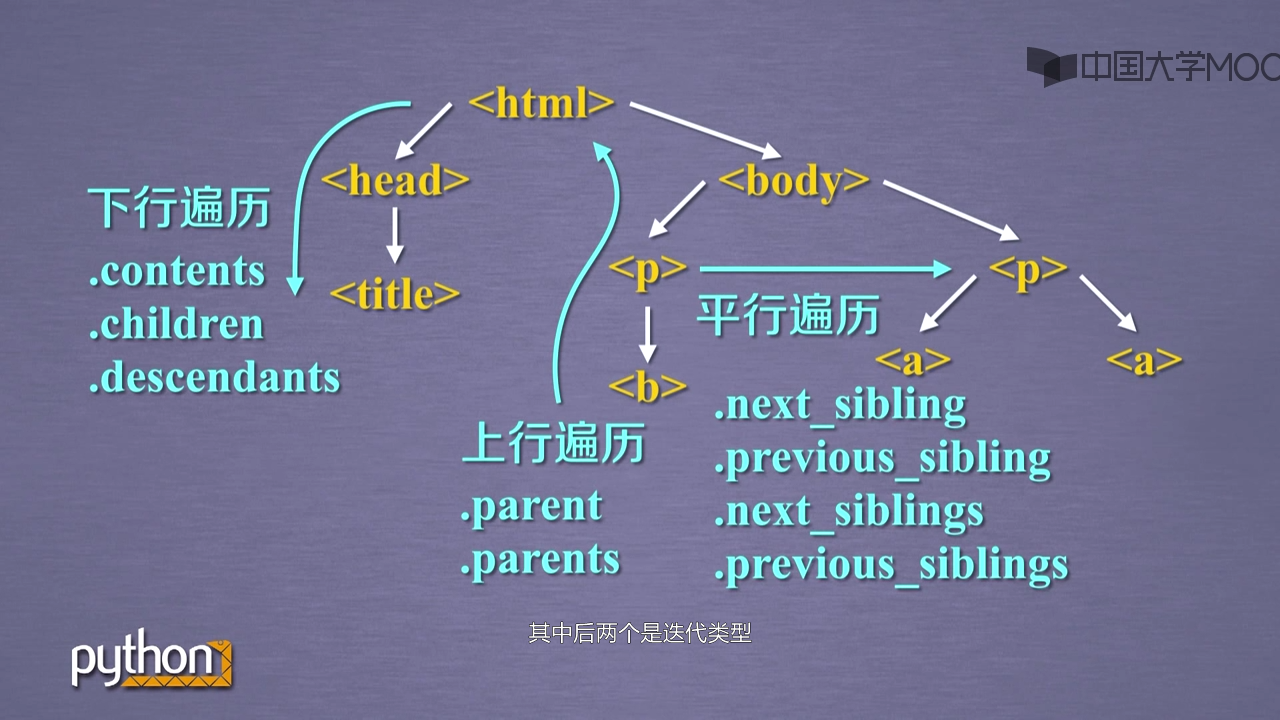 中国大学MOO
<html>
<head>
<body>
下行遍历
.contents
.children
.descendants
<title>
<p>
<p>
平行遍历
<b>
<a>
<a>
.next_sibling
.previous_sibling
.next_siblings
.previous_siblings
上行遍历
.parent
.parents
其中后两个是迭代类型
python